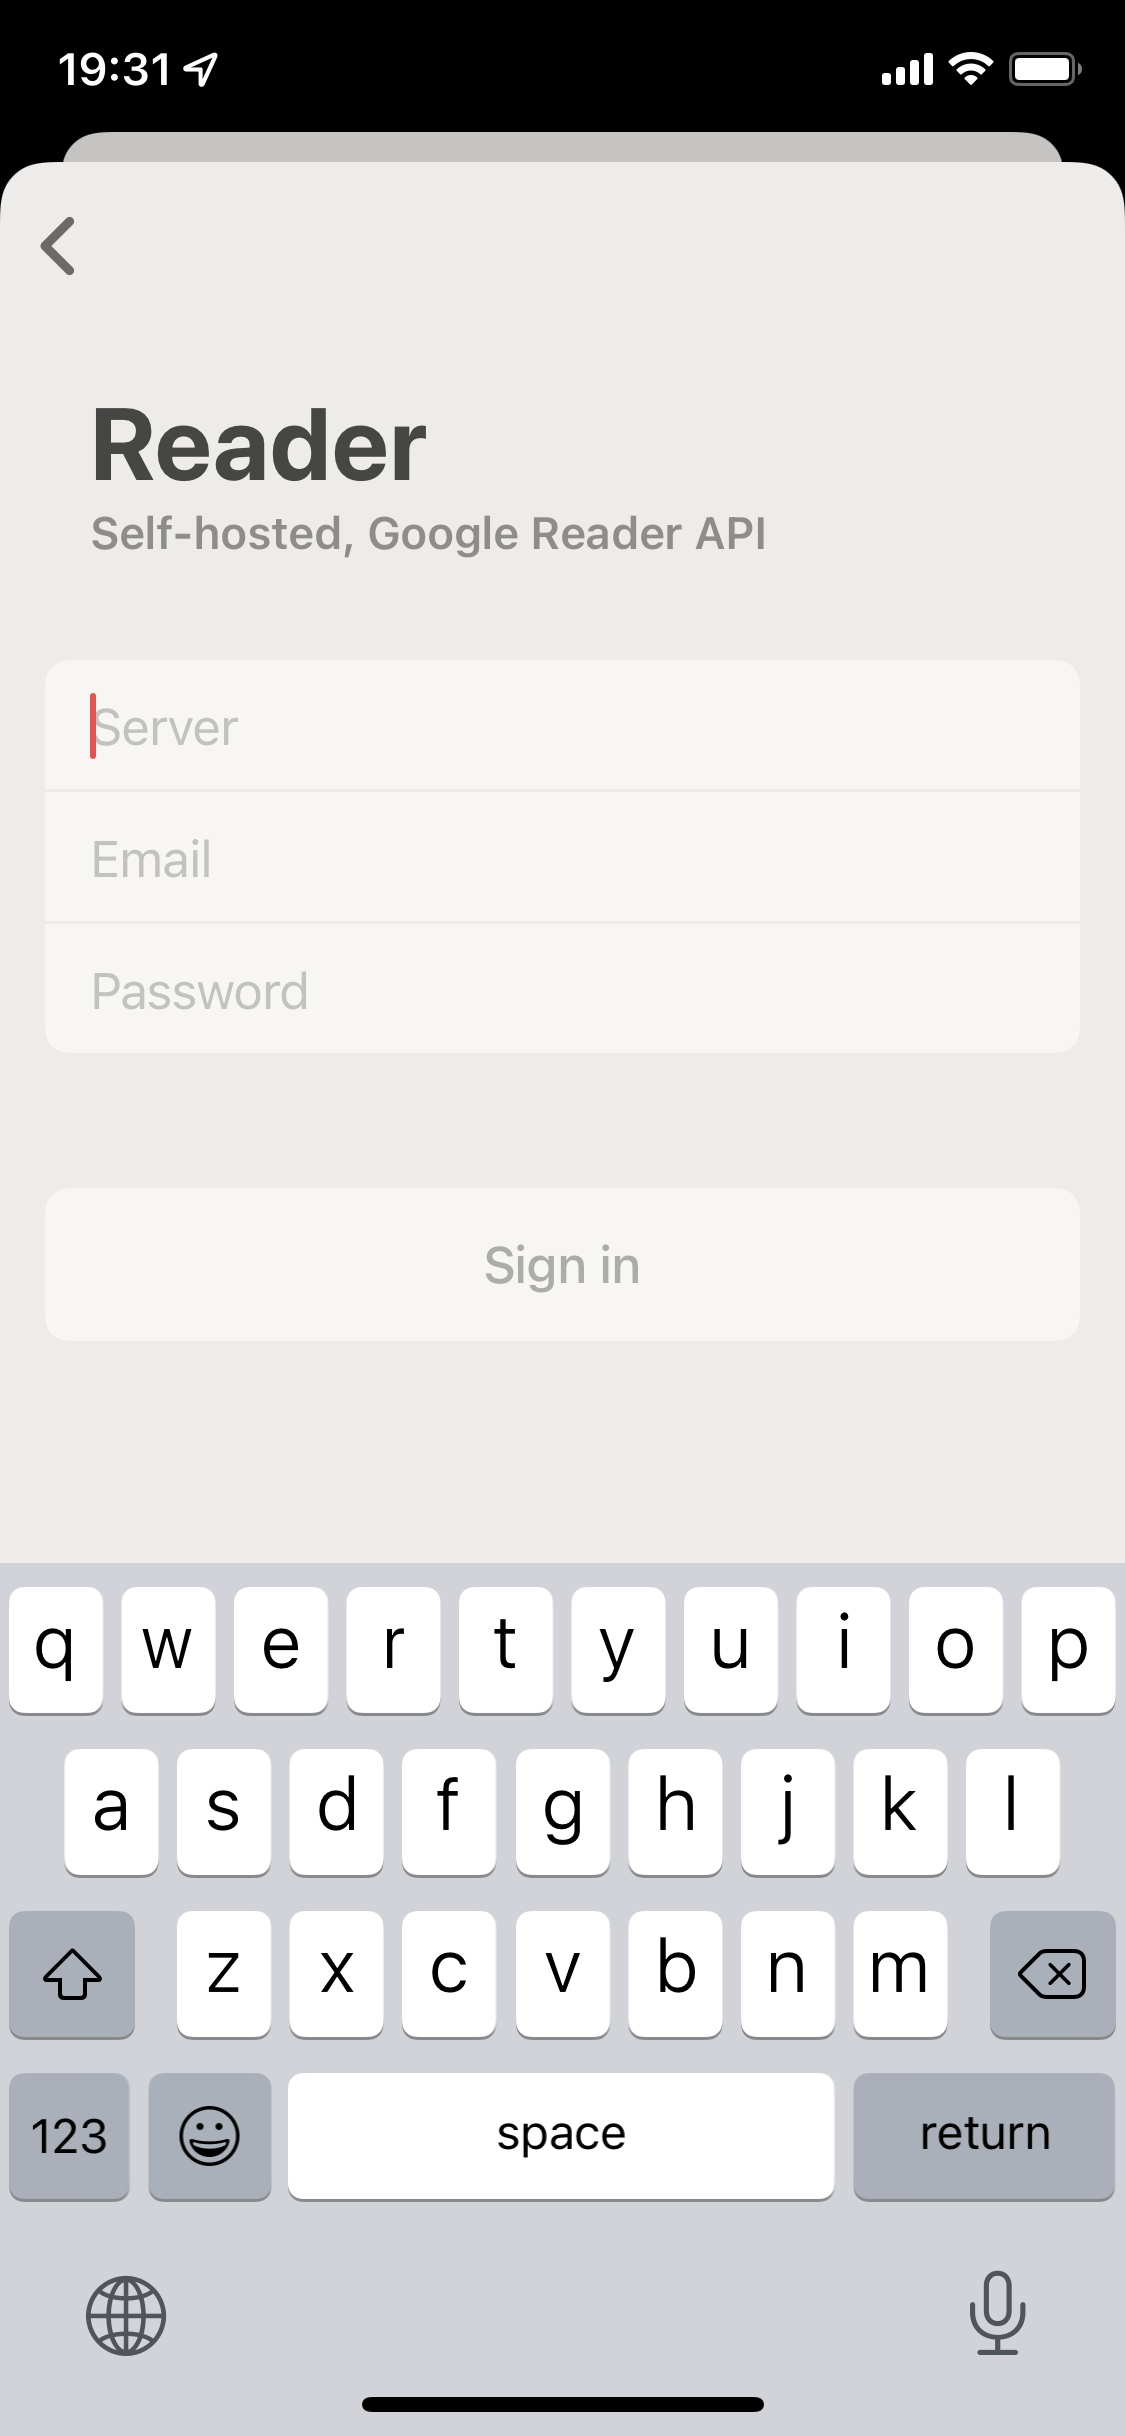 19:31
Reader
Self-hosted, Google Reader API
Server
Email
Password
Sign in
q w e r t y u i o p
a s d f g h j k l
z x c v b n m
123 space return